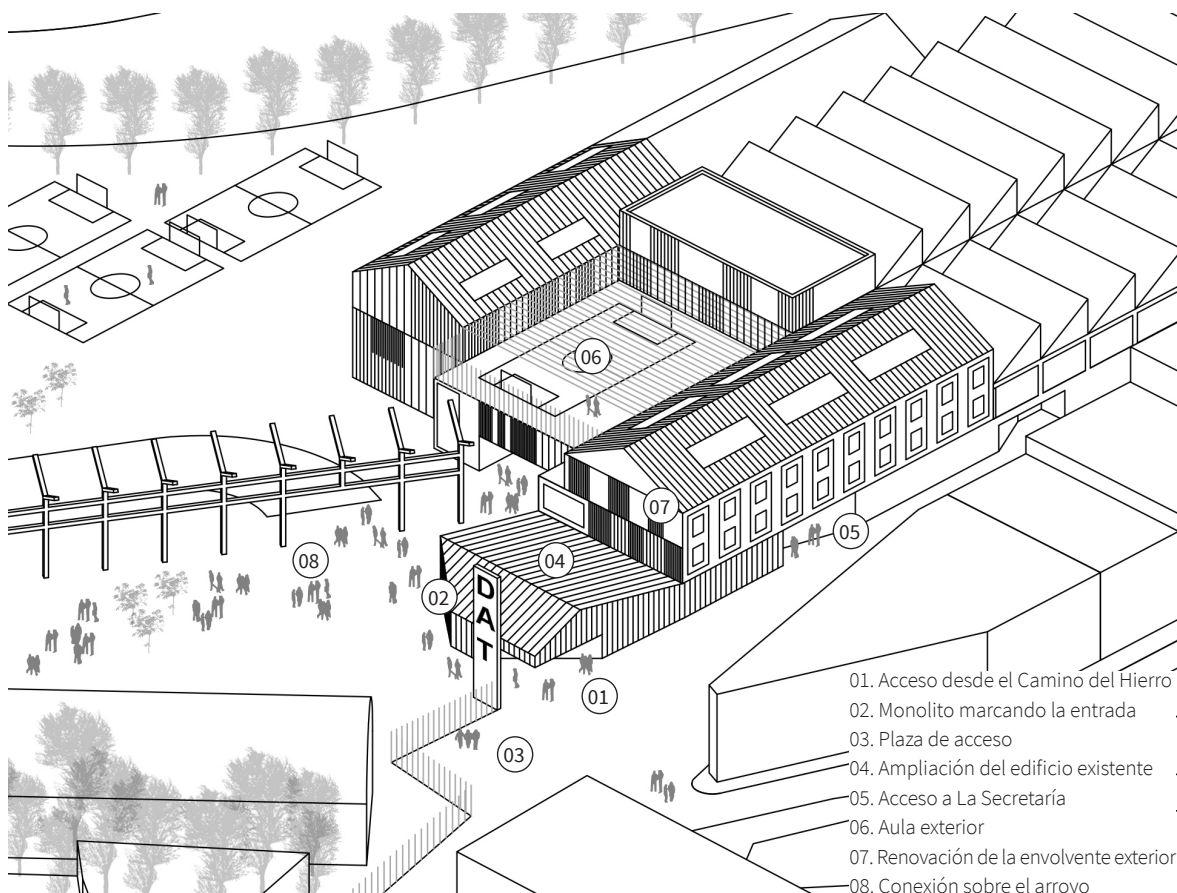 06
07
05
04
08
02
DAT
01
03
01. Acceso desde el Camino del Hierro
02. Monolito marcando la entrada
03. Plaza de acceso
04. Ampliación del edificio existente
05. Acceso a La Secretaría
06. Aula exterior
07. Renovación de la envolvente exterior
08. Conexión sobre el arroyo